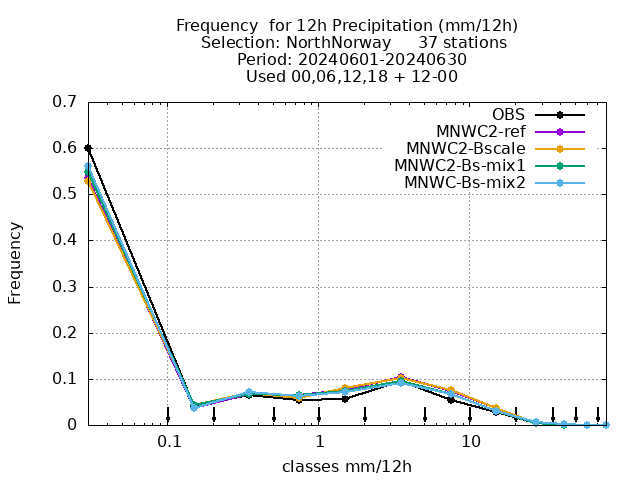 Frequency  for 12h Precipitation (mm/12h)
Selection: NorthNorway     37 stations
Period: 20240601-20240630
Used 00,06,12,18 + 12-00
0.7
0.6
0.5
0.4
0.3
0.2
0.1
0
Frequency
OBS
MNWC2-ref
MNWC2-Bscale
MNWC2-Bs-mix1
MNWC-Bs-mix2
0.1
1
10
classes mm/12h